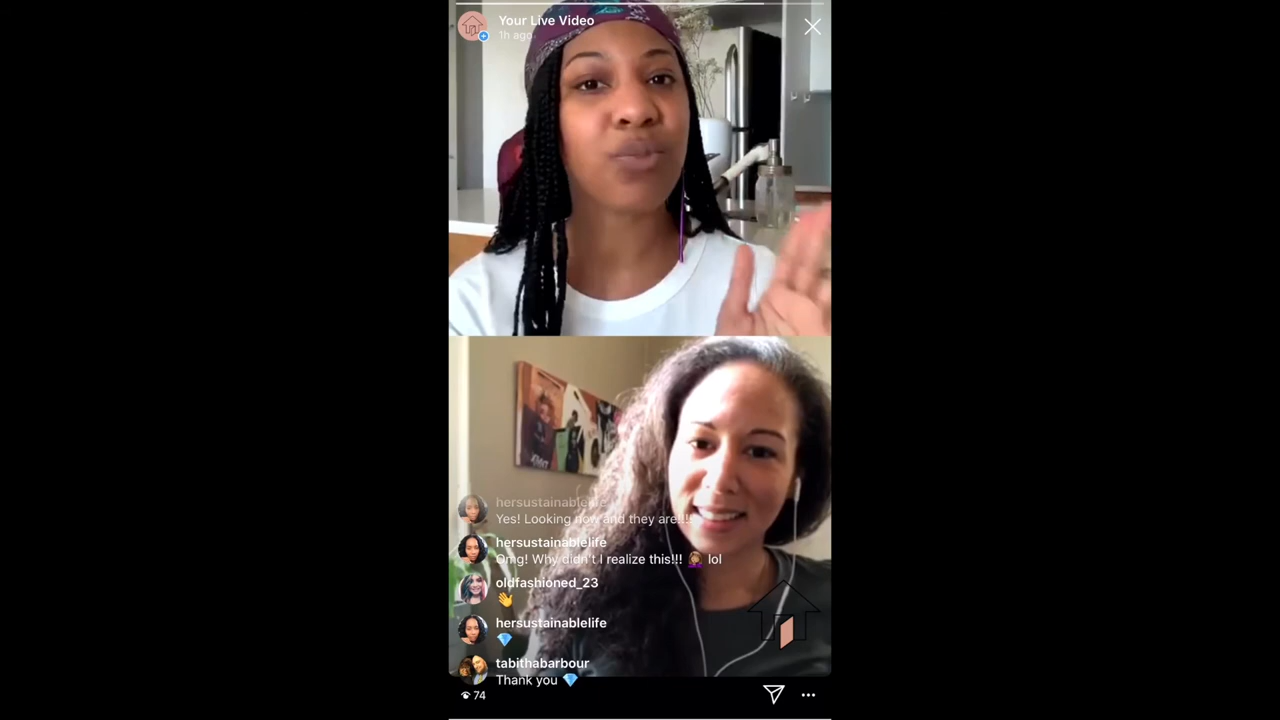 Your Live Video
1h ago
hersustainablelife
Yes! Looking now and they are!!!!
hersustainablelife
Omg! Why didn't I realize this!!! 🤦🏽‍♀️ lol
oldfashioned_23
👋
hersustainablelife
💎
tabithabarbour
Thank you 💎
74